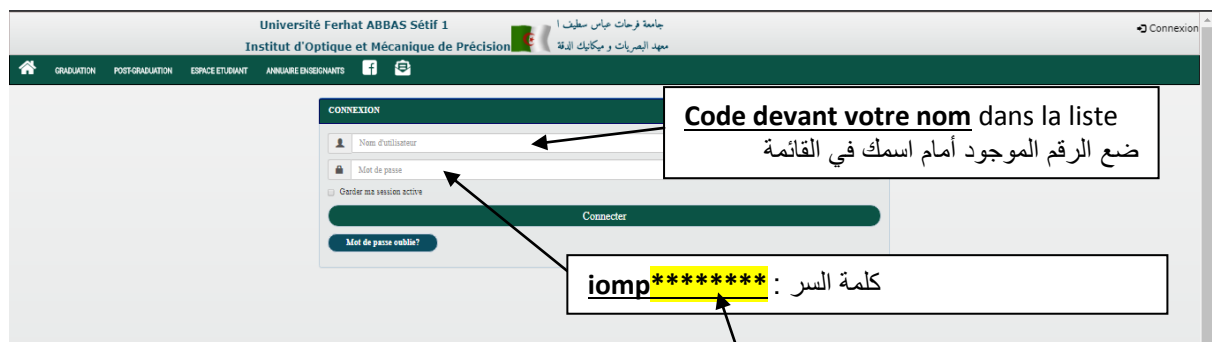 Université Ferhat ABBAS Sétif 1
جامعة فرحات عباس سطيف 1
Connexion
Institut d'Optique et Mécanique de Précision
معهد البصريات و ميكانيك الدقة
GRADUATION POST-GRADUATION ESPACE ETUDIANT ANNUAIRE ENSEIGNANTS
CONNEXION
Code devant votre nom dans la liste
ضع الرقم الموجود أمام اسمك في القائمة
Nom d'utilisateur
Mot de passe
Garder ma session active
Connecter
Mot de passe oublie?
كلمة السر : iomp********